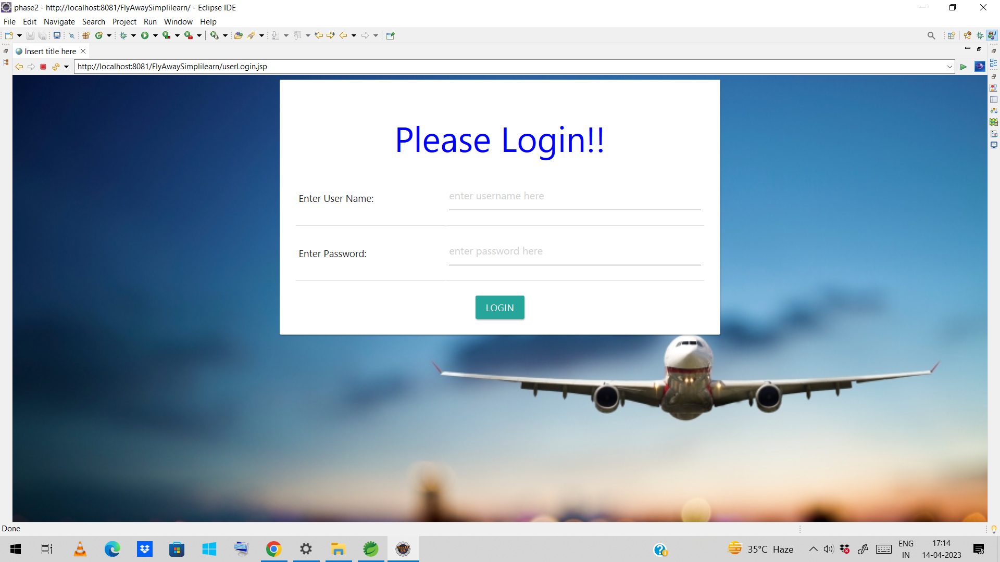 phase2 - http://localhost:8081/FlyAwaySimplilearn/ - Eclipse IDE
File Edit Navigate Search Project Run Window Help
Insert title here
http://localhost:8081/FlyAwaySimplilearn/userLogin.jsp
Please Login!!
Enter User Name:
enter username here
Enter Password:
enter password here
LOGIN
Done
35°C Haze
ENG
IN
17:14
14-04-2023